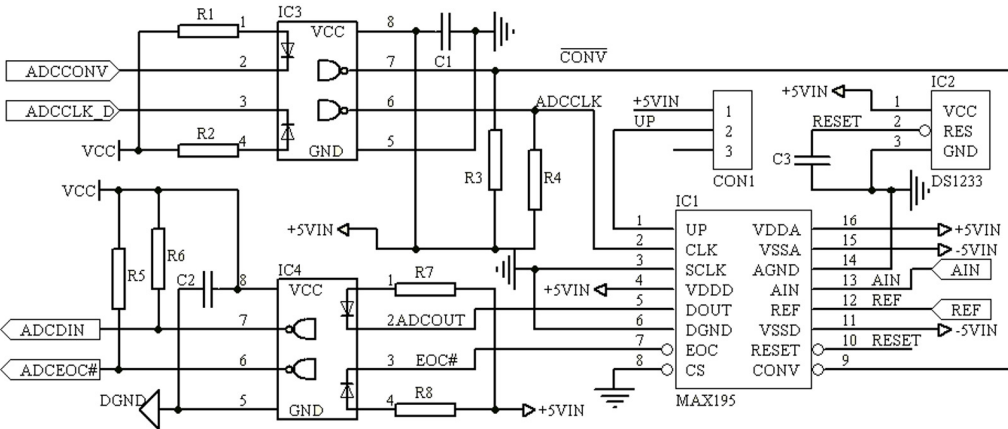 R1
1
IC3
VCC
8
C1
CONV
ADCCONV
2
7
ADCCLK_D
3
6
ADCCLK
R2
4
GND
5
VCC
R3
R4
+5VIN
UP
1
2
3
CON1
IC2
+5VIN
1
VCC
RESET
2
RES
3
GND
C3
DS1233
VCC
+5VIN
R5
R6
C2
IC4
8
VCC
1
R7
ADCDIN
7
2ADCOUT
ADCEOC#
6
3
EOC#
DGND
5
GND
4
R8
+5VIN
+5VIN
IC1
1
UP
VDDA
16
+5VIN
2
CLK
VSSA
15
-5VIN
3
SCLK
AGND
14
4
VDDD
AIN
13
AIN
AIN
5
DOUT
REF
12
REF
REF
6
DGND
VSSD
11
-5VIN
7
EOC
RESET
10
RESET
8
CS
CONV
9
MAX195